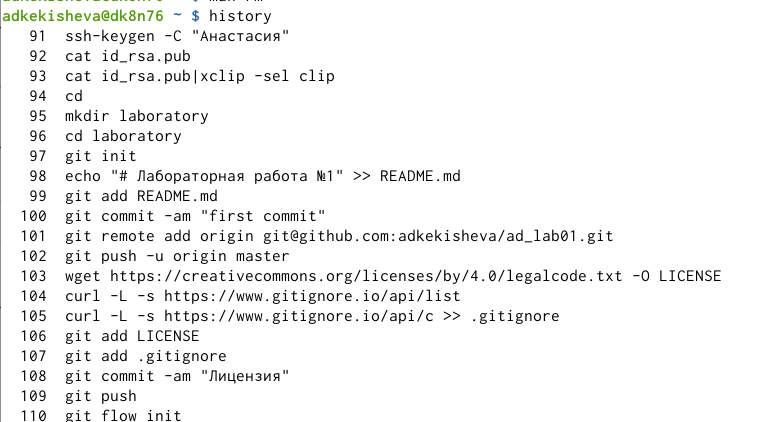 adkekisheva@dk8n76 ~ $ history
91 ssh-keygen -C "Анастасия"
92 cat id_rsa.pub
93 cat id_rsa.pub|xclip -sel clip
94 cd
95 mkdir laboratory
96 cd laboratory
97 git init
98 echo "# Лабораторная работа №1" >> README.md
99 git add README.md
100 git commit -am "first commit"
101 git remote add origin git@github.com:adkekisheva/ad_lab01.git
102 git push -u origin master
103 wget https://creativecommons.org/licenses/by/4.0/legalcode.txt -O LICENSE
104 curl -L -s https://www.gitignore.io/api/list
105 curl -L -s https://www.gitignore.io/api/c >> .gitignore
106 git add LICENSE
107 git add .gitignore
108 git commit -am "Лицензия"
109 git push
110 git flow init